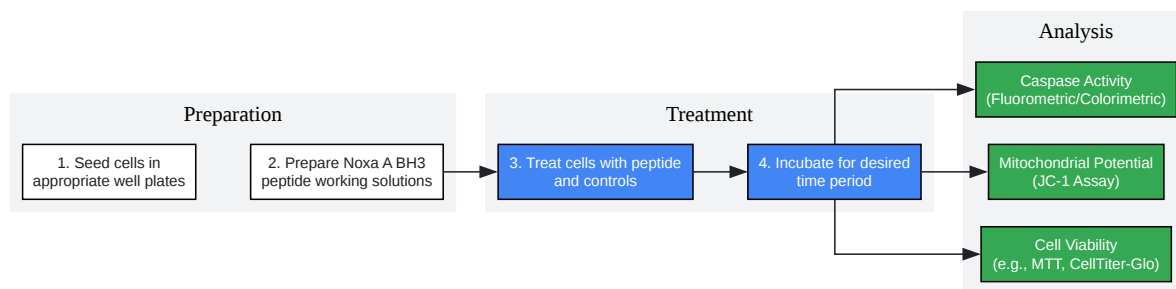 Preparation
1. Seed cells in
appropriate well plates
2. Prepare Noxa A BH3
peptide working solutions
Treatment
3. Treat cells with peptide
and controls
4. Incubate for desired
time period
Analysis
Caspase Activity
(Fluorometric/Colorimetric)
Mitochondrial Potential
(JC-1 Assay)
Cell Viability
(e.g., MTT, CellTiter-Glo)